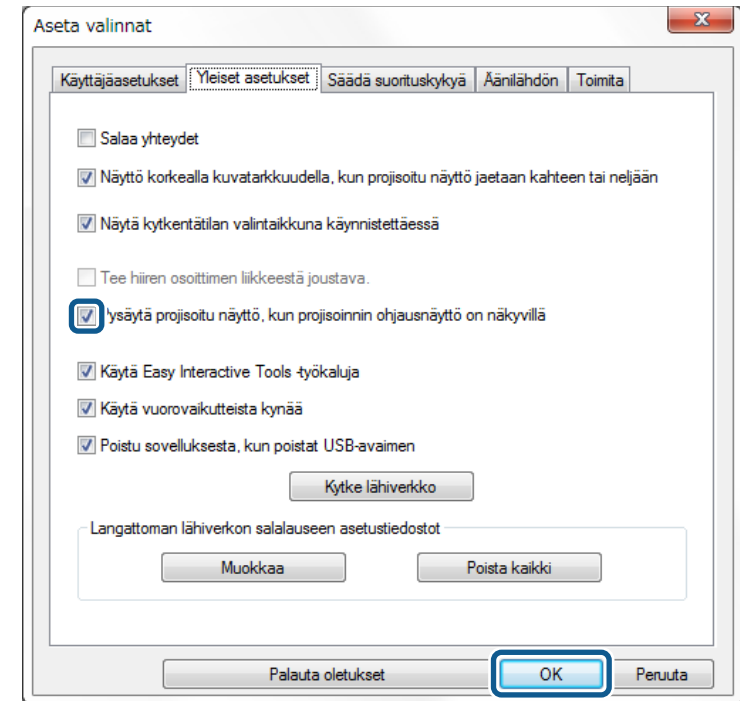 Aseta valinnat
Käyttäjäasetukset Yleiset asetukset Säädä suorituskykyä Äänilähdön Toimita
Salaa yhteydet
Näyttö korkealla kuvatarkkuudella, kun projisoitu näyttö jaetaan kahteen tai neljään
Näytä kytkentätilan valintaikkuna käynnistettäessä
Tee hiiren osoittimen liikkeestä joustava.
Pysäytä projisoitu näyttö, kun projisoinnin ohjausnäyttö on näkyvillä
Käytä Easy Interactive Tools -työkaluja
Käytä vuorovaikutteista kynää
Poistu sovelluksesta, kun poistat USB-avaimen
Kytke lähiverkko
Langattoman lähiverkon salalauseen asetustiedostot
Muokkaa Poista kaikki
Palauta oletukset OK Peruuta